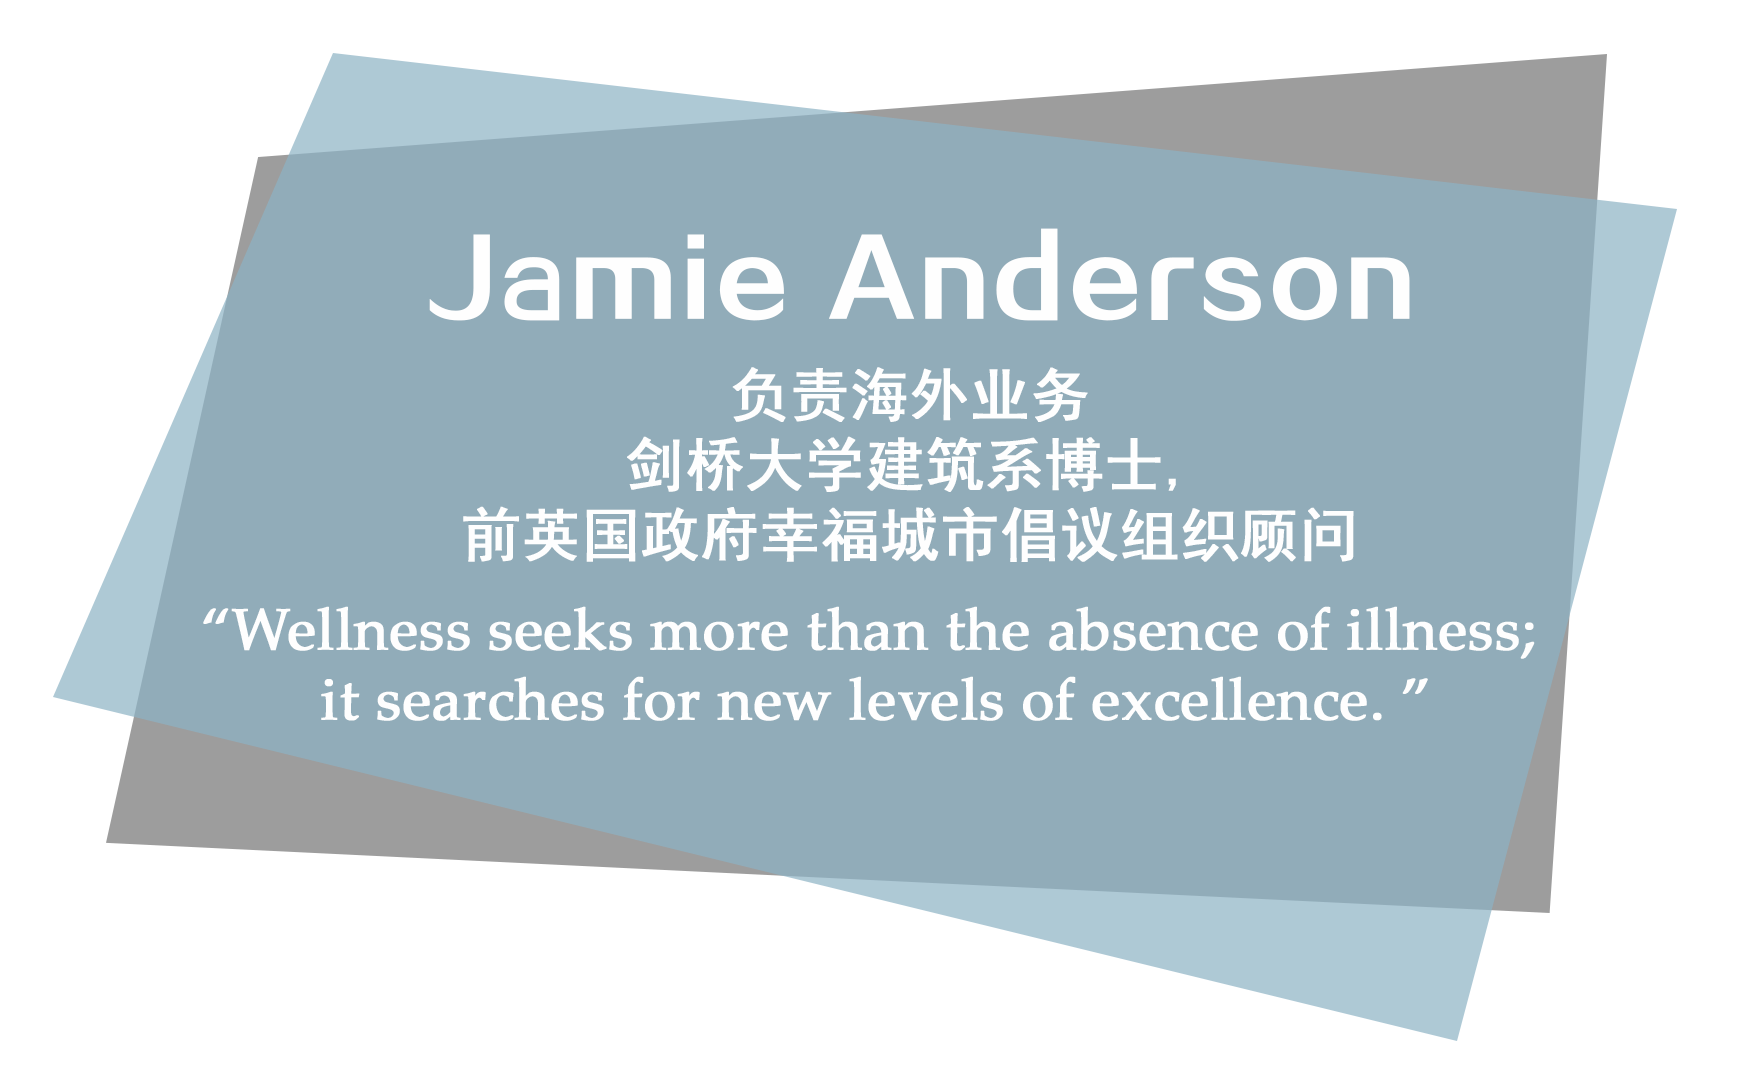 Jamie Anderson
负责海外业务
剑桥大学建筑系博士,
前英国政府幸福城市倡议组织顾问
“Wellness seeks more than the absence of illness;
it searches for new levels of excellence. ”